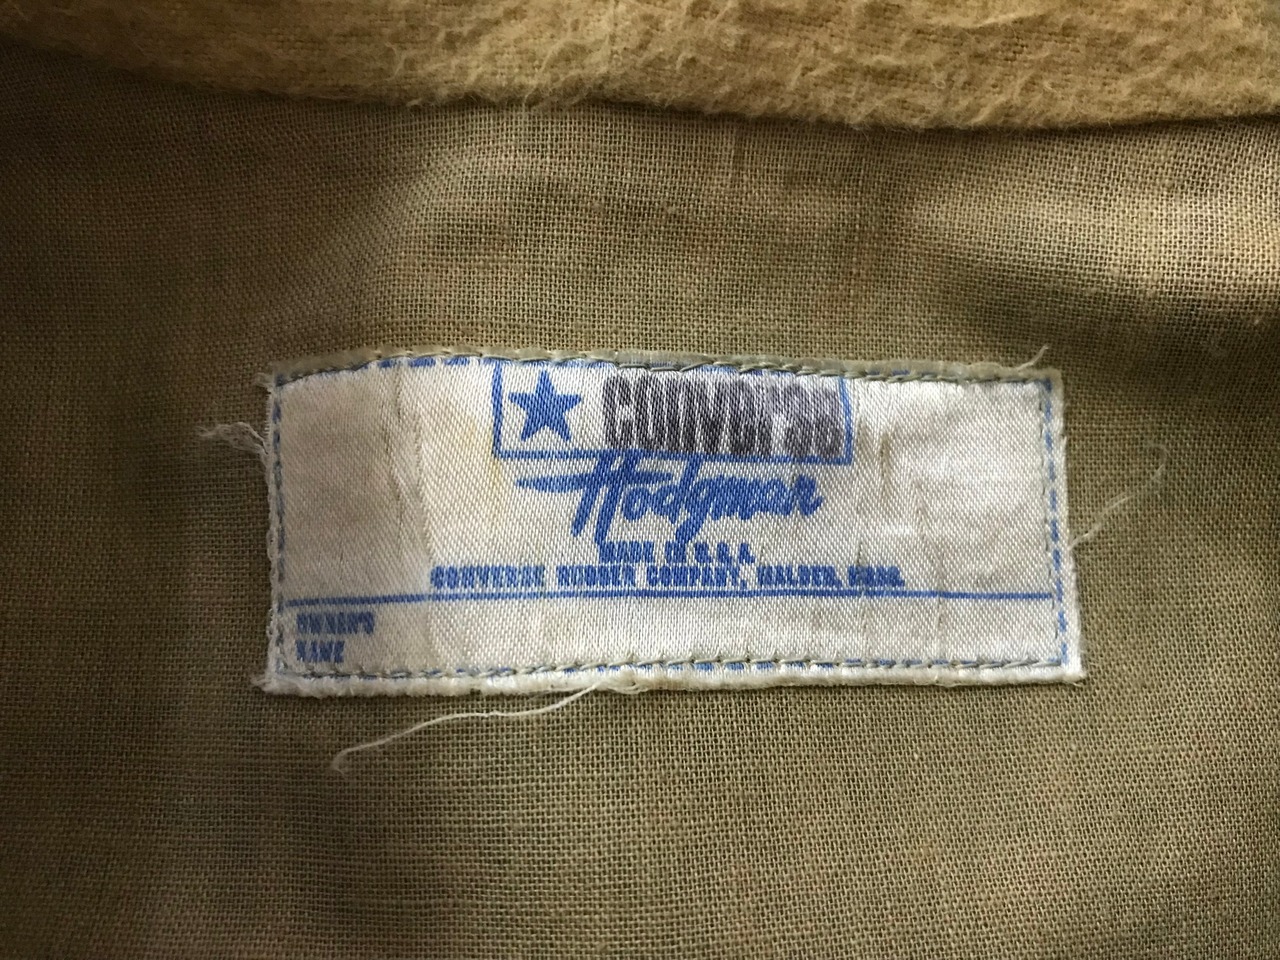 ★ converse
Hodgman
MADE IN U.S.A.
CONVERSE RUBBER COMPANY, MALDEN, MASS.
OWNER'S
NAME